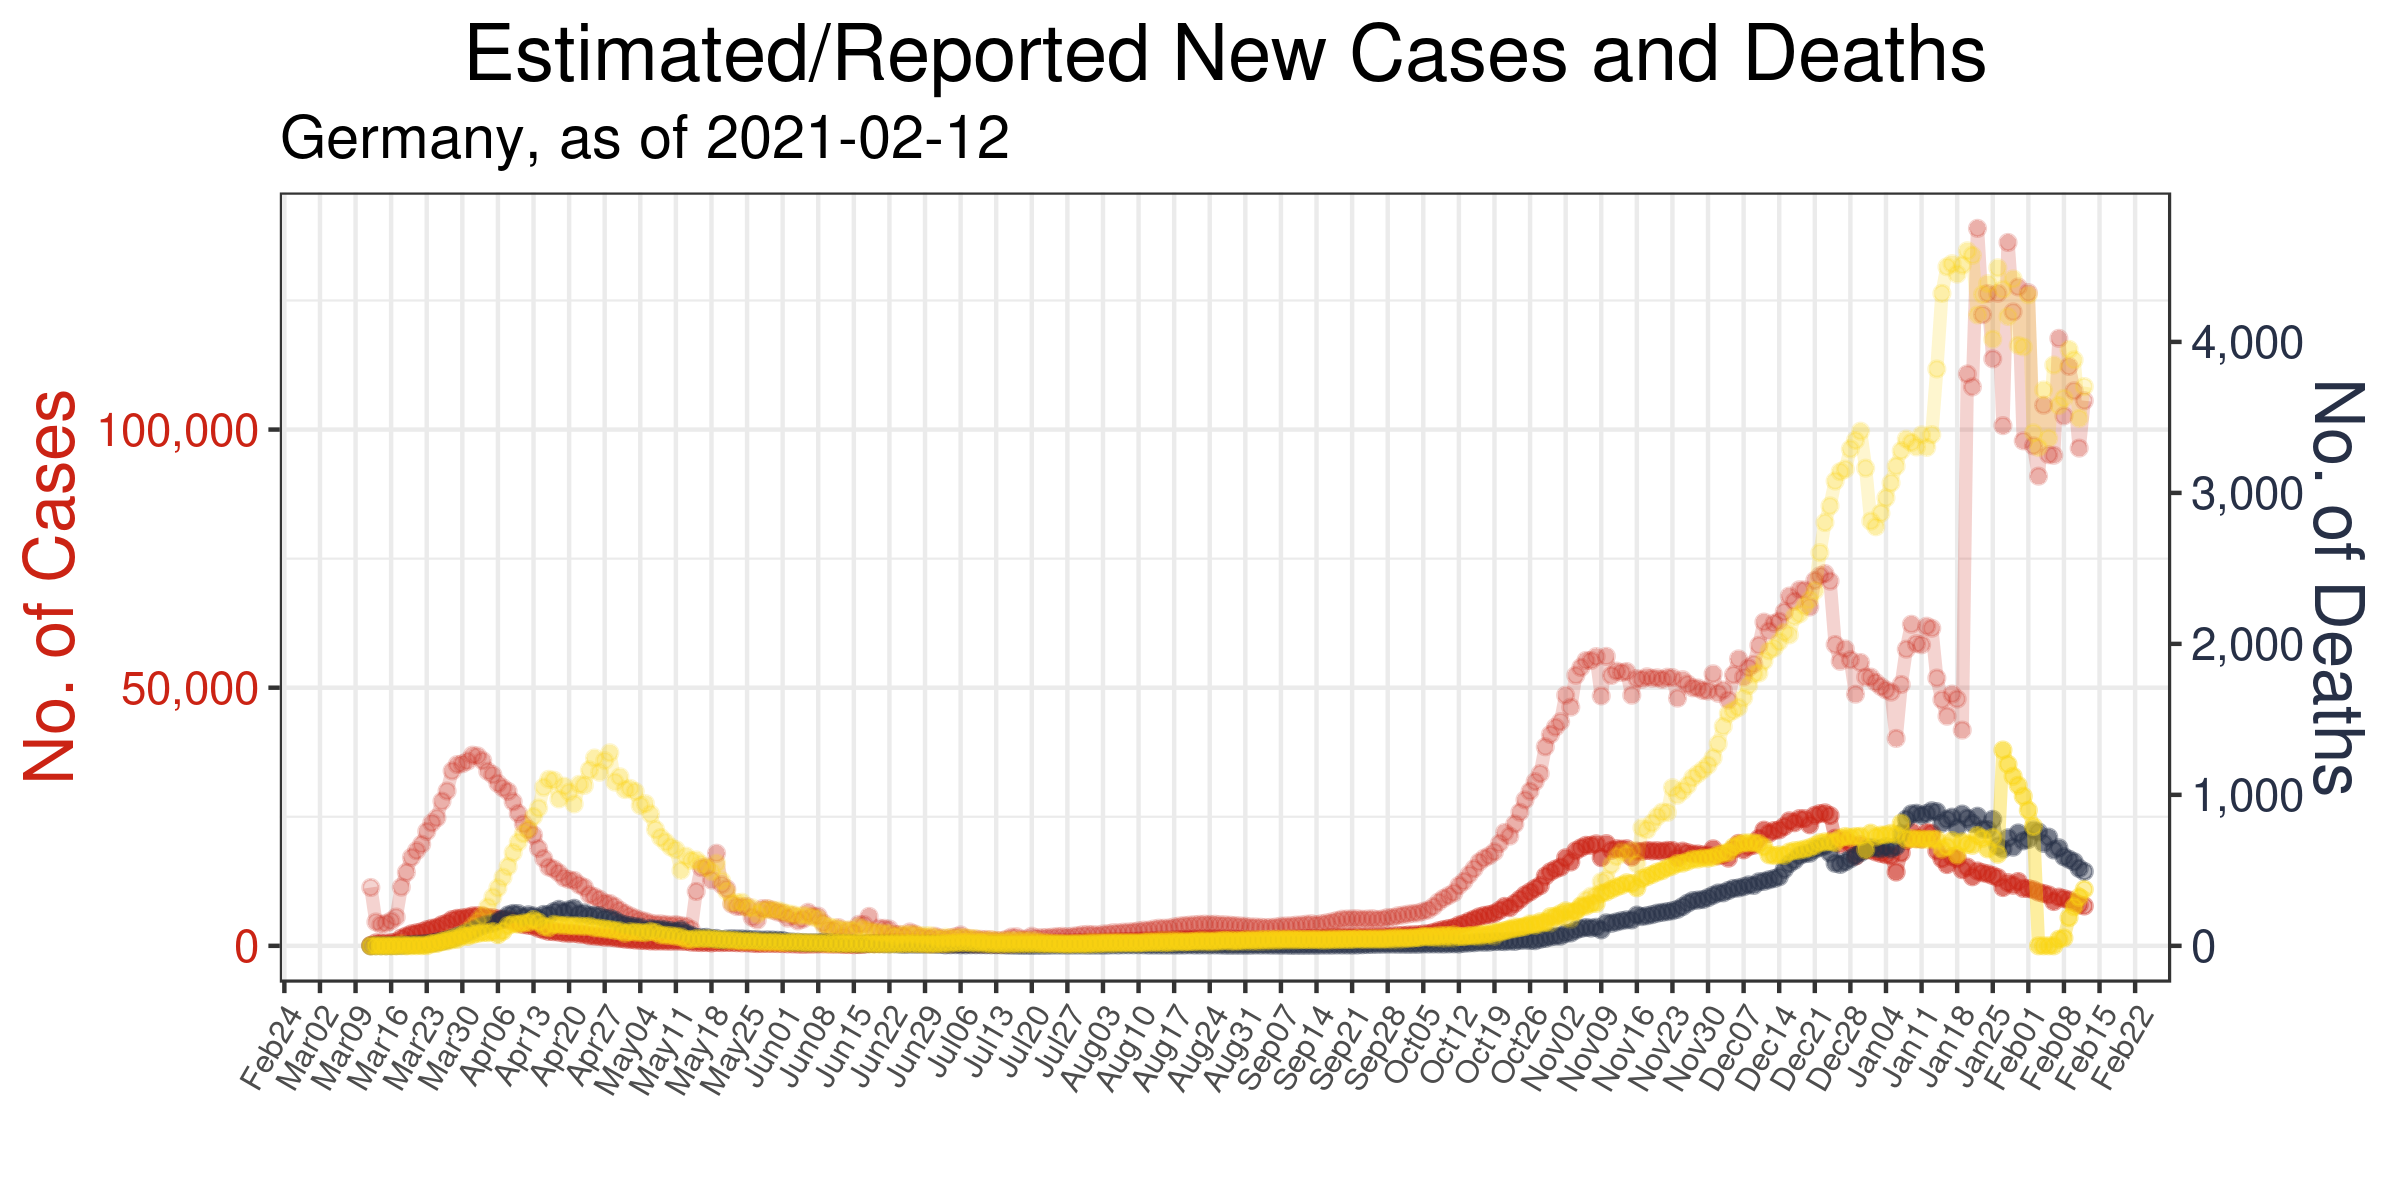 Estimated/Reported New Cases and Deaths
Germany, as of 2021-02-12
No. of Cases
100,000
50,000
0
4,000
3,000
2,000
1,000
0
No. of Deaths
Feb24
Mar02
Mar09
Mar16
Mar23
Mar30
Apr06
Apr13
Apr20
Apr27
May04
May11
May18
May25
Jun01
Jun08
Jun15
Jun22
Jun29
Jul06
Jul13
Jul20
Jul27
Aug03
Aug10
Aug17
Aug24
Aug31
Sep07
Sep14
Sep21
Sep28
Oct05
Oct12
Oct19
Oct26
Nov02
Nov09
Nov16
Nov23
Nov30
Dec07
Dec14
Dec21
Dec28
Jan04
Jan11
Jan18
Jan25
Feb01
Feb08
Feb15
Feb22